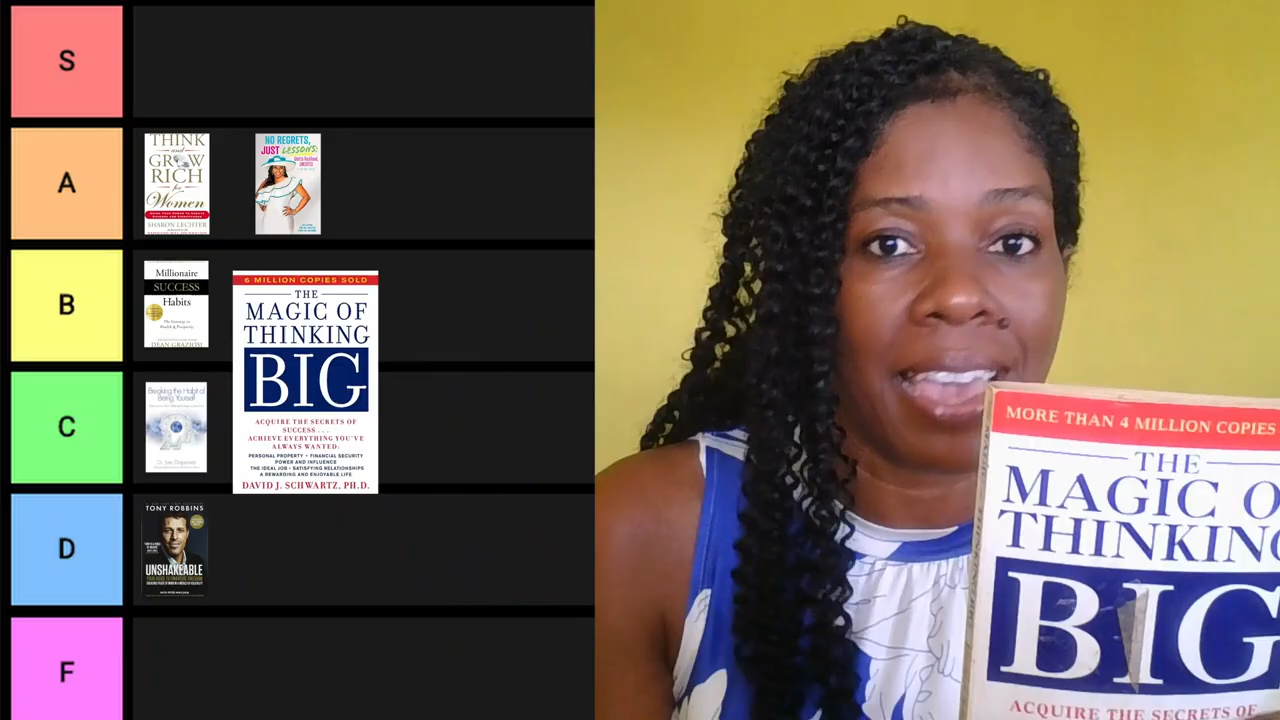 S
A
THINK
and
GROW
RICH
for
Women
SHARON LECHTER
NO REGRETS,
JUST LESSONS:
B
Millionaire
SUCCESS
Habits
DEAN GRAZIOSI
6 MILLION COPIES SOLD
THE
MAGIC OF
THINKING
BIG
ACQUIRE THE SECRETS OF
SUCCESS . . .
ACHIEVE EVERYTHING YOU'VE
ALWAYS WANTED:
PERSONAL PROPERTY • FINANCIAL SECURITY
POWER AND INFLUENCE
THE IDEAL JOB • SATISFYING RELATIONSHIPS
A REWARDING AND ENJOYABLE LIFE
DAVID J. SCHWARTZ, PH.D.
C
Breaking the Habit of
Being Yourself
D
TONY ROBBINS
UNSHAKEABLE
F
MORE THAN 4 MILLION COPIES
THE
MAGIC O
THINKING
BIG
ACQUIRE THE SECRETS OF